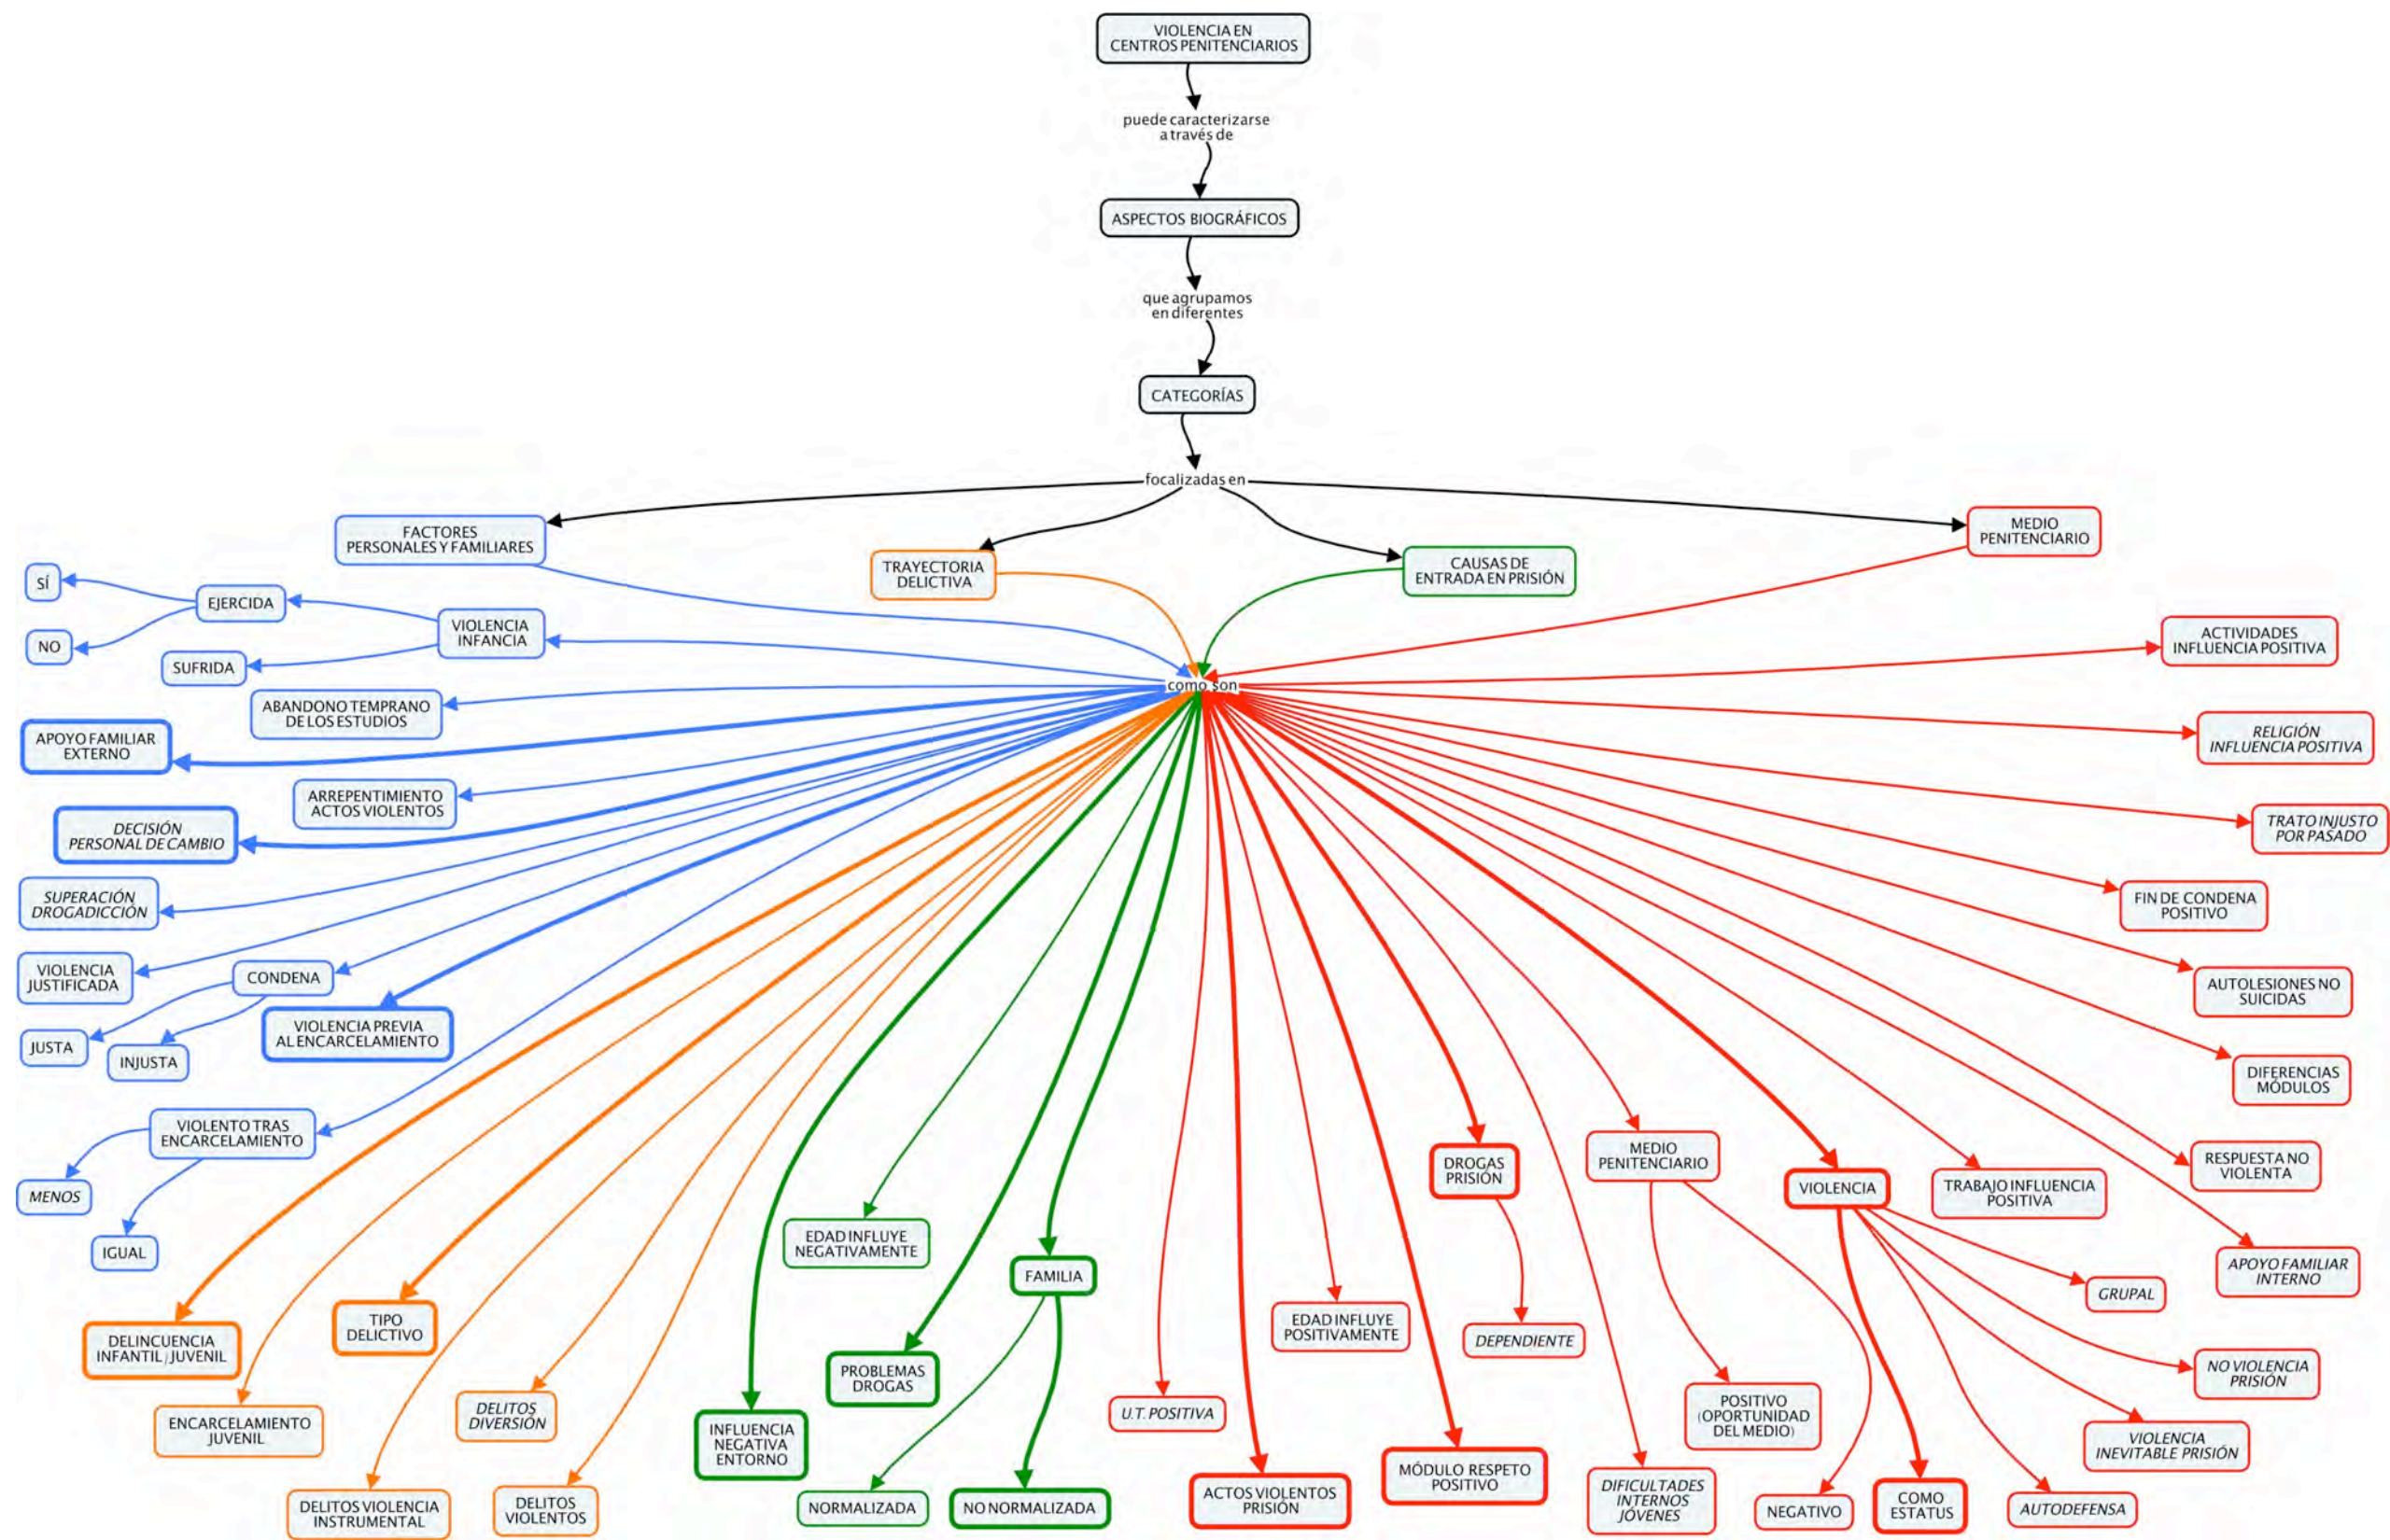 VIOLENCIA EN
CENTROS PENITENCIARIOS
puede caracterizarse
a través de
ASPECTOS BIOGRÁFICOS
que agrupamos
en diferentes
CATEGORÍAS
focalizadas en
FACTORES
PERSONALES Y FAMILIARES
TRAYECTORIA
DELICTIVA
CAUSAS DE
ENTRADA EN PRISIÓN
MEDIO
PENITENCIARIO
como son
SÍ
NO
EJERCIDA
SUFRIDA
VIOLENCIA
INFANCIA
ABANDONO TEMPRANO
DE LOS ESTUDIOS
APOYO FAMILIAR
EXTERNO
ARREPENTIMIENTO
ACTOS VIOLENTOS
DECISIÓN
PERSONAL DE CAMBIO
SUPERACIÓN
DROGADICCIÓN
VIOLENCIA
JUSTIFICADA
CONDENA
JUSTA
INJUSTA
VIOLENCIA PREVIA
AL ENCARCELAMIENTO
VIOLENTO TRAS
ENCARCELAMIENTO
MENOS
IGUAL
DELINCUENCIA
INFANTIL/JUVENIL
ENCARCELAMIENTO
JUVENIL
TIPO
DELICTIVO
DELITOS VIOLENCIA
INSTRUMENTAL
DELITOS
DIVERSIÓN
DELITOS
VIOLENTOS
INFLUENCIA
NEGATIVA
ENTORNO
EDAD INFLUYE
NEGATIVAMENTE
PROBLEMAS
DROGAS
FAMILIA
NORMALIZADA
NO NORMALIZADA
U.T. POSITIVA
ACTOS VIOLENTOS
PRISIÓN
EDAD INFLUYE
POSITIVAMENTE
MÓDULO RESPETO
POSITIVO
DROGAS
PRISIÓN
DEPENDIENTE
DIFICULTADES
INTERNOS
JÓVENES
MEDIO
PENITENCIARIO
POSITIVO
(OPORTUNIDAD
DEL MEDIO)
NEGATIVO
VIOLENCIA
COMO
ESTATUS
AUTODEFENSA
VIOLENCIA
INEVITABLE PRISIÓN
NO VIOLENCIA
PRISIÓN
GRUPAL
TRABAJO INFLUENCIA
POSITIVA
APOYO FAMILIAR
INTERNO
RESPUESTA NO
VIOLENTA
DIFERENCIAS
MÓDULOS
AUTOLESIONES NO
SUICIDAS
FIN DE CONDENA
POSITIVO
TRATO INJUSTO
POR PASADO
RELIGIÓN
INFLUENCIA POSITIVA
ACTIVIDADES
INFLUENCIA POSITIVA